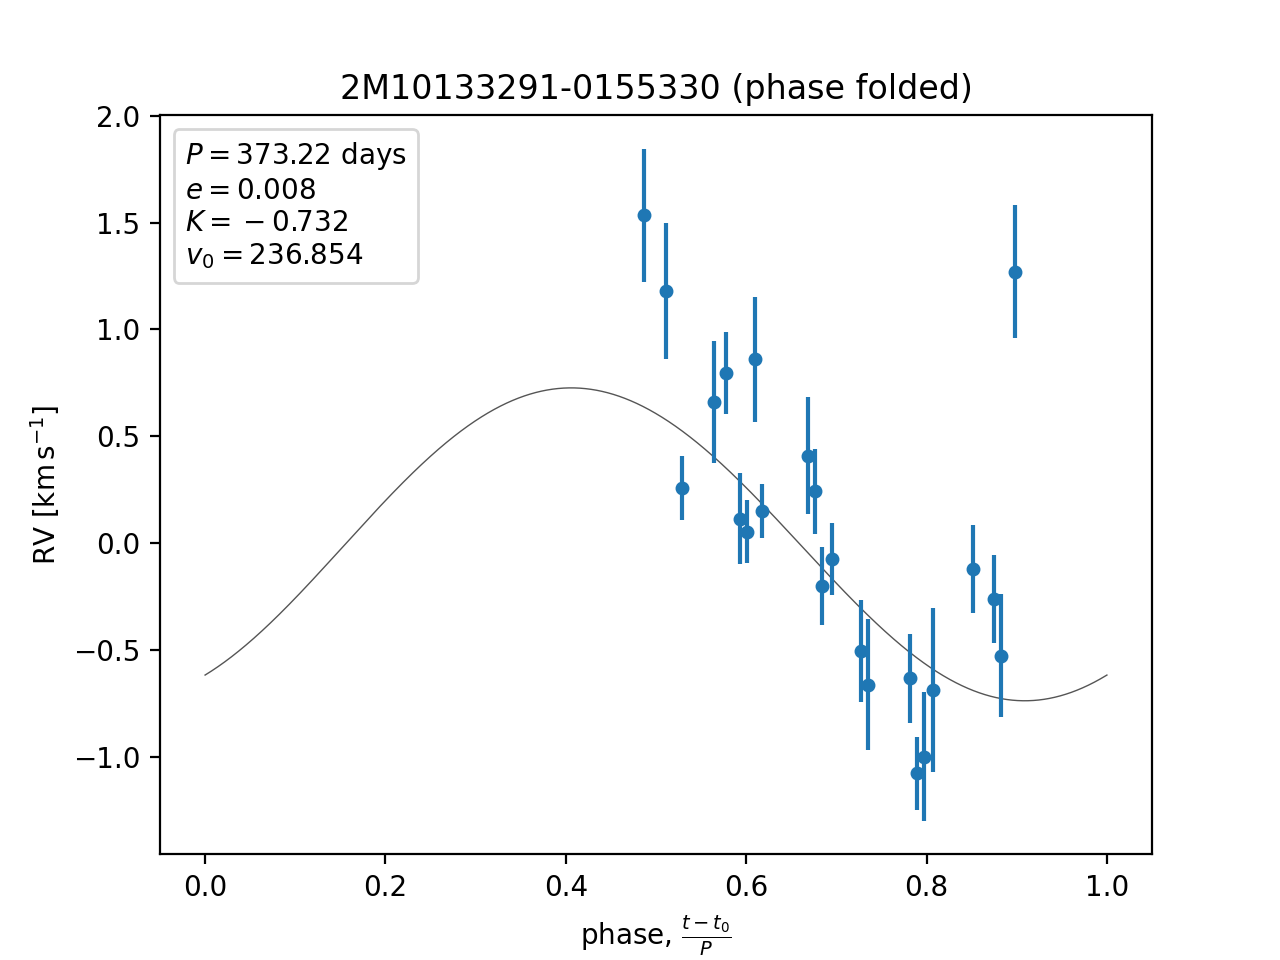 2M10133291-0155330 (phase folded)
P = 373.22 days
e = 0.008
K = −0.732
v₀ = 236.854
2.0
1.5
1.0
0.5
0.0
−0.5
−1.0
RV [km s⁻¹]
0.0 0.2 0.4 0.6 0.8 1.0
phase, (t − t₀)/P